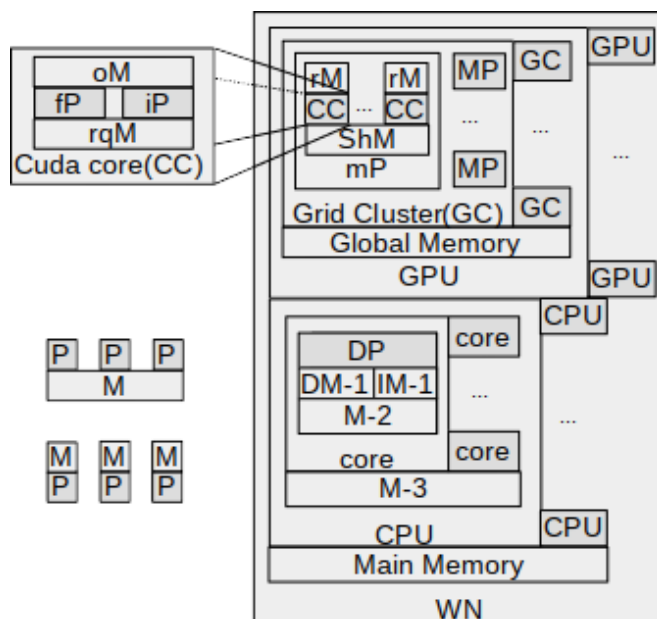 oM
fP iP
rqM
Cuda core(CC)
rM rM
CC ... CC
ShM
mP
MP
...
MP
GC
...
GC
Grid Cluster(GC)
Global Memory
GPU
GPU
...
GPU
P P P
M
M M M
P P P
DP
DM-1 IM-1
M-2
core
core
...
core
M-3
CPU
CPU
...
CPU
Main Memory
WN